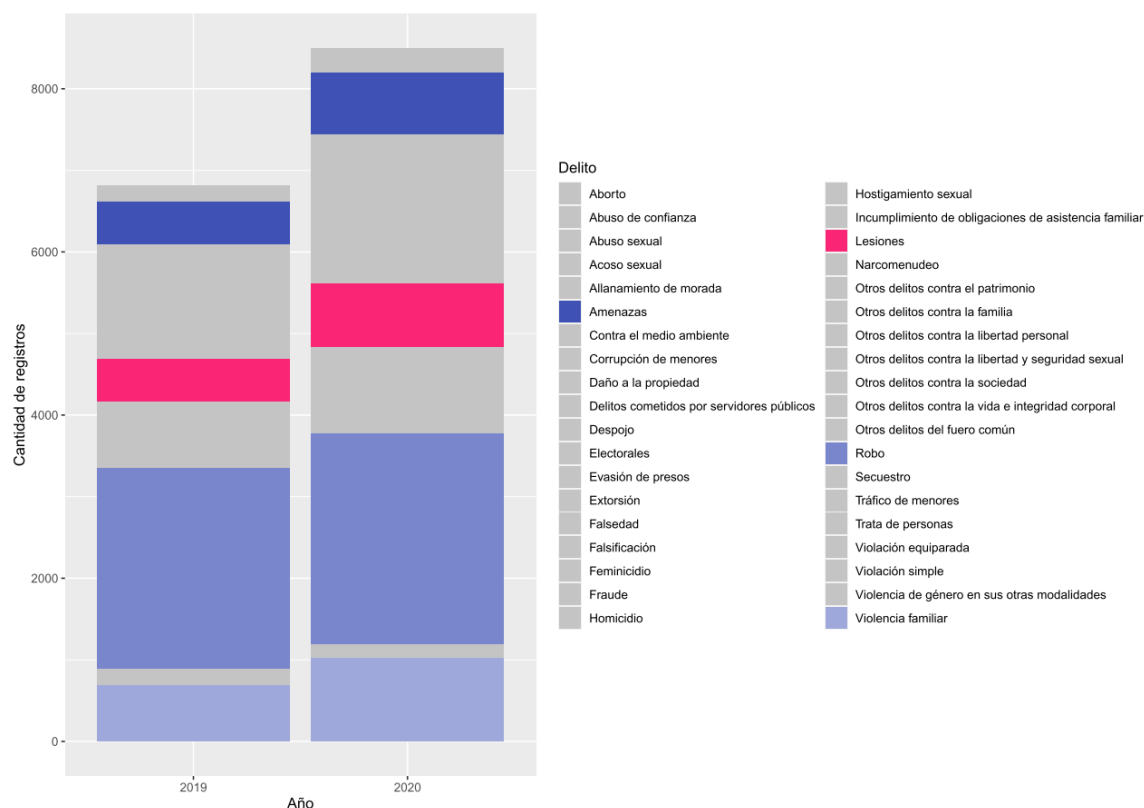 Cantidad de registros
8000
6000
4000
2000
0
2019
2020
Año
Delito
Aborto
Abuso de confianza
Abuso sexual
Acoso sexual
Allanamiento de morada
Amenazas
Contra el medio ambiente
Corrupción de menores
Daño a la propiedad
Delitos cometidos por servidores públicos
Despojo
Electorales
Evasión de presos
Extorsión
Falsedad
Falsificación
Feminicidio
Fraude
Homicidio
Hostigamiento sexual
Incumplimiento de obligaciones de asistencia familiar
Lesiones
Narcomenudeo
Otros delitos contra el patrimonio
Otros delitos contra la familia
Otros delitos contra la libertad personal
Otros delitos contra la libertad y seguridad sexual
Otros delitos contra la sociedad
Otros delitos contra la vida e integridad corporal
Otros delitos del fuero común
Robo
Secuestro
Tráfico de menores
Trata de personas
Violación equiparada
Violación simple
Violencia de género en sus otras modalidades
Violencia familiar